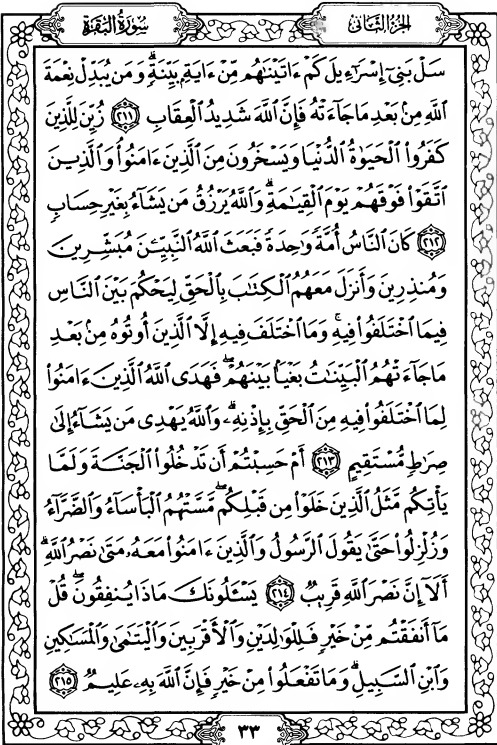 سُورَةُ البَقَرَةِ الجُزْءُ الثَّانِي
سَلْ بَنِىٓ إِسْرَٰٓءِيلَ كَمْ ءَاتَيْنَٰهُم مِّنْ ءَايَةٍۭ بَيِّنَةٍۗ وَمَن يُبَدِّلْ نِعْمَةَ
ٱللَّهِ مِنۢ بَعْدِ مَا جَآءَتْهُ فَإِنَّ ٱللَّهَ شَدِيدُ ٱلْعِقَابِ ٢١١ زُيِّنَ لِلَّذِينَ
كَفَرُوا۟ ٱلْحَيَوٰةُ ٱلدُّنْيَا وَيَسْخَرُونَ مِنَ ٱلَّذِينَ ءَامَنُوا۟ۘ وَٱلَّذِينَ
ٱتَّقَوْا۟ فَوْقَهُمْ يَوْمَ ٱلْقِيَٰمَةِۗ وَٱللَّهُ يَرْزُقُ مَن يَشَآءُ بِغَيْرِ حِسَابٍ
٢١٢ كَانَ ٱلنَّاسُ أُمَّةً وَٰحِدَةً فَبَعَثَ ٱللَّهُ ٱلنَّبِيِّـۧنَ مُبَشِّرِينَ
وَمُنذِرِينَ وَأَنزَلَ مَعَهُمُ ٱلْكِتَٰبَ بِٱلْحَقِّ لِيَحْكُمَ بَيْنَ ٱلنَّاسِ
فِيمَا ٱخْتَلَفُوا۟ فِيهِۚ وَمَا ٱخْتَلَفَ فِيهِ إِلَّا ٱلَّذِينَ أُوتُوهُ مِنۢ بَعْدِ
مَا جَآءَتْهُمُ ٱلْبَيِّنَٰتُ بَغْيًۢا بَيْنَهُمْۖ فَهَدَى ٱللَّهُ ٱلَّذِينَ ءَامَنُوا۟
لِمَا ٱخْتَلَفُوا۟ فِيهِ مِنَ ٱلْحَقِّ بِإِذْنِهِۦۗ وَٱللَّهُ يَهْدِى مَن يَشَآءُ إِلَىٰ
صِرَٰطٍ مُّسْتَقِيمٍ ٢١٣ أَمْ حَسِبْتُمْ أَن تَدْخُلُوا۟ ٱلْجَنَّةَ وَلَمَّا
يَأْتِكُم مَّثَلُ ٱلَّذِينَ خَلَوْا۟ مِن قَبْلِكُمۖ مَّسَّتْهُمُ ٱلْبَأْسَآءُ وَٱلضَّرَّآءُ
وَزُلْزِلُوا۟ حَتَّىٰ يَقُولَ ٱلرَّسُولُ وَٱلَّذِينَ ءَامَنُوا۟ مَعَهُۥ مَتَىٰ نَصْرُ ٱللَّهِۗ
أَلَآ إِنَّ نَصْرَ ٱللَّهِ قَرِيبٌ ٢١٤ يَسْـَٔلُونَكَ مَاذَا يُنفِقُونَۖ قُلْ
مَآ أَنفَقْتُم مِّنْ خَيْرٍ فَلِلْوَٰلِدَيْنِ وَٱلْأَقْرَبِينَ وَٱلْيَتَٰمَىٰ وَٱلْمَسَٰكِينِ
وَٱبْنِ ٱلسَّبِيلِۗ وَمَا تَفْعَلُوا۟ مِنْ خَيْرٍ فَإِنَّ ٱللَّهَ بِهِۦ عَلِيمٌ ٢١٥
٣٣